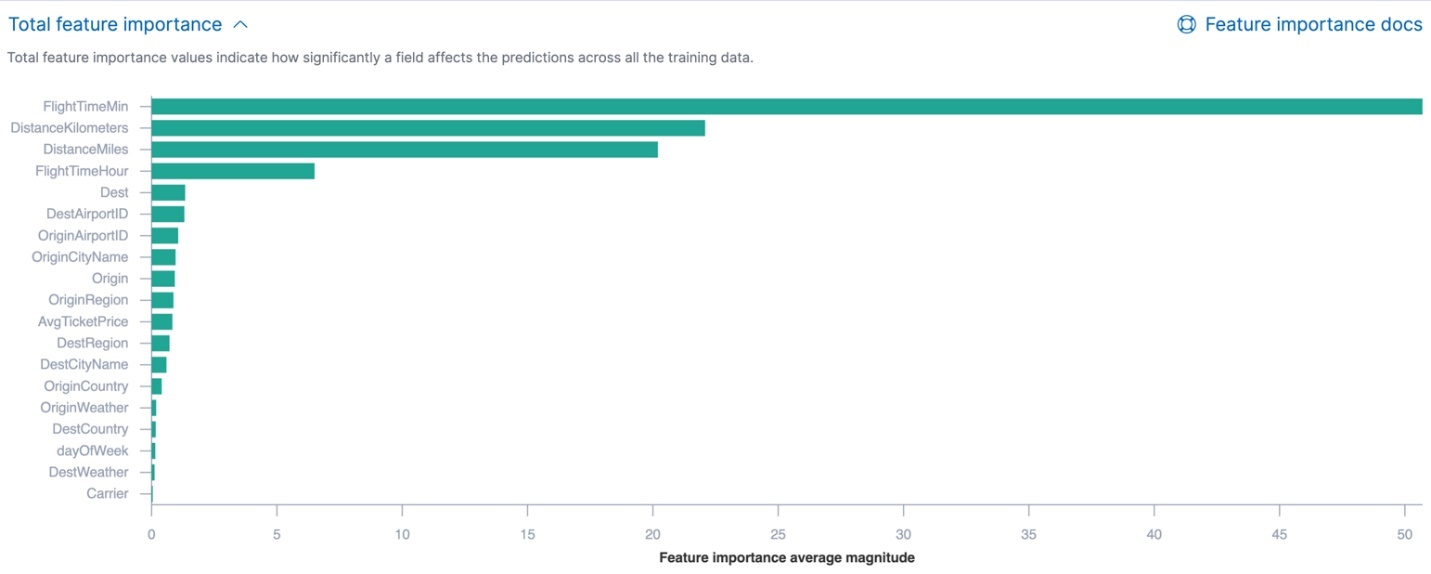 Total feature importance
Feature importance docs
Total feature importance values indicate how significantly a field affects the predictions across all the training data.
FlightTimeMin
DistanceKilometers
DistanceMiles
FlightTimeHour
Dest
DestAirportID
OriginAirportID
OriginCityName
Origin
OriginRegion
AvgTicketPrice
DestRegion
DestCityName
OriginCountry
OriginWeather
DestCountry
dayOfWeek
DestWeather
Carrier
0 5 10 15 20 25 30 35 40 45 50
Feature importance average magnitude